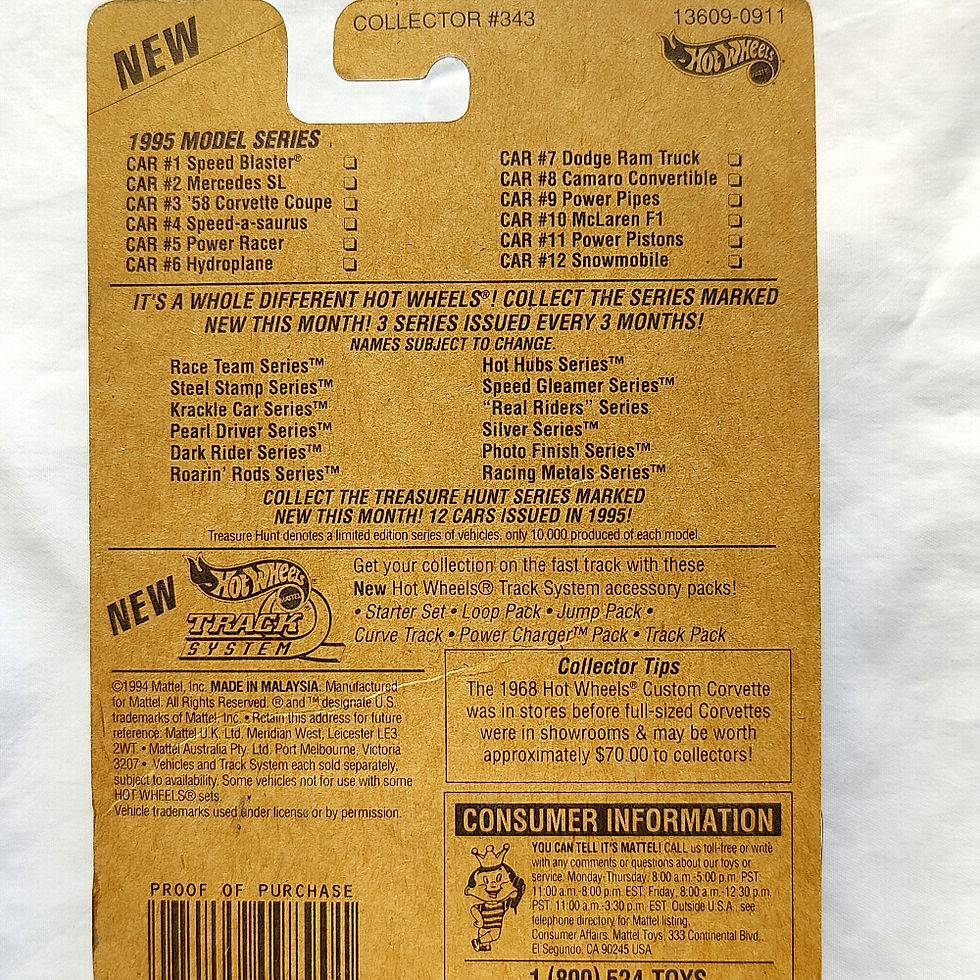 NEW
COLLECTOR #343
13609-0911
HOT WHEELS
MATTEL
1995 MODEL SERIES
CAR #1 Speed Blaster®
CAR #2 Mercedes SL
CAR #3 '58 Corvette Coupe
CAR #4 Speed-a-saurus
CAR #5 Power Racer
CAR #6 Hydroplane
CAR #7 Dodge Ram Truck
CAR #8 Camaro Convertible
CAR #9 Power Pipes
CAR #10 McLaren F1
CAR #11 Power Pistons
CAR #12 Snowmobile
IT'S A WHOLE DIFFERENT HOT WHEELS®! COLLECT THE SERIES MARKED
NEW THIS MONTH! 3 SERIES ISSUED EVERY 3 MONTHS!
NAMES SUBJECT TO CHANGE.
Race Team Series™
Steel Stamp Series™
Krackle Car Series™
Pearl Driver Series™
Dark Rider Series™
Roarin' Rods Series™
Hot Hubs Series™
Speed Gleamer Series™
"Real Riders" Series
Silver Series™
Photo Finish Series™
Racing Metals Series™
COLLECT THE TREASURE HUNT SERIES MARKED
NEW THIS MONTH! 12 CARS ISSUED IN 1995!
Treasure Hunt denotes a limited edition series of vehicles, only 10,000 produced of each model.
NEW
HOT WHEELS
MATTEL
TRACK
SYSTEM
Get your collection on the fast track with these
New Hot Wheels® Track System accessory packs!
• Starter Set • Loop Pack • Jump Pack •
Curve Track • Power Charger™ Pack • Track Pack
©1994 Mattel, Inc. MADE IN MALAYSIA. Manufactured
for Mattel. All Rights Reserved. ® and ™ designate U.S.
trademarks of Mattel, Inc. • Retain this address for future
reference: Mattel U.K. Ltd. Meridian West, Leicester LE3
2WT. • Mattel Australia Pty. Ltd. Port Melbourne, Victoria
3207 • Vehicles and Track System each sold separately,
subject to availability. Some vehicles not for use with some
HOT WHEELS® sets.
Vehicle trademarks used under license or by permission.
Collector Tips
The 1968 Hot Wheels® Custom Corvette
was in stores before full-sized Corvettes
were in showrooms & may be worth
approximately $70.00 to collectors!
CONSUMER INFORMATION
YOU CAN TELL IT'S MATTEL! CALL us toll-free or write
with any comments or questions about our toys or
service. Monday-Thursday, 8:00 a.m.-5:00 p.m. PST.
11:00 a.m.-8:00 p.m. EST. Friday, 8:00 a.m.-12:30 p.m.
PST. 11:00 a.m.-3:30 p.m. EST. Outside U.S.A., see
telephone directory for Mattel listing.
Consumer Affairs, Mattel Toys, 333 Continental Blvd.,
El Segundo, CA 90245 USA
1 (800) 524-TOYS
PROOF OF PURCHASE